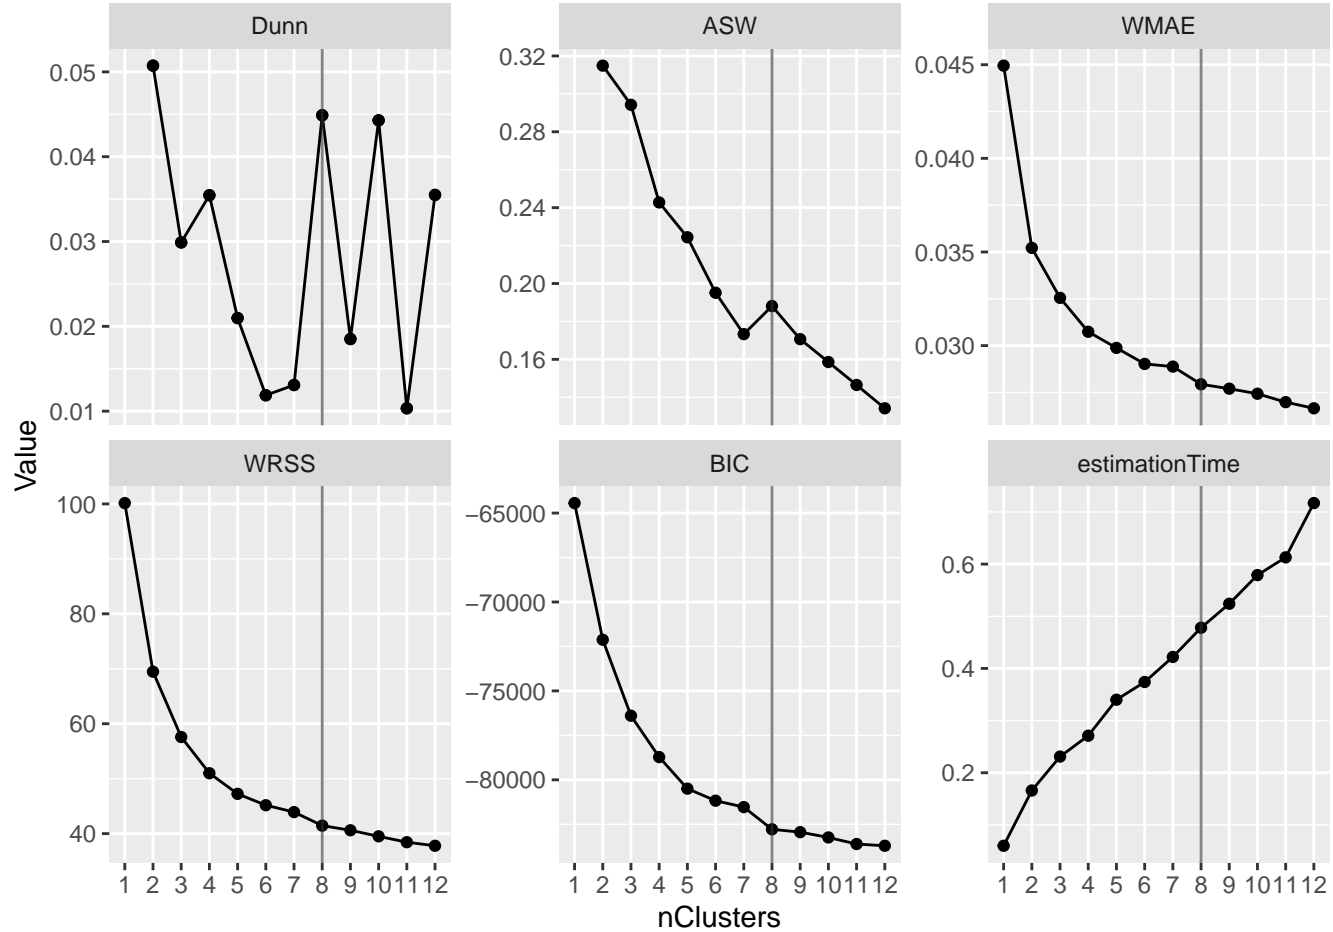 Dunn
ASW
WMAE
0.05
0.04
0.03
0.02
0.01
0.32
0.28
0.24
0.20
0.16
0.045
0.040
0.035
0.030
Value
WRSS
BIC
estimationTime
100
80
60
40
−65000
−70000
−75000
−80000
0.6
0.4
0.2
1 2 3 4 5 6 7 8 9 10 11 12
1 2 3 4 5 6 7 8 9 10 11 12
1 2 3 4 5 6 7 8 9 10 11 12
nClusters